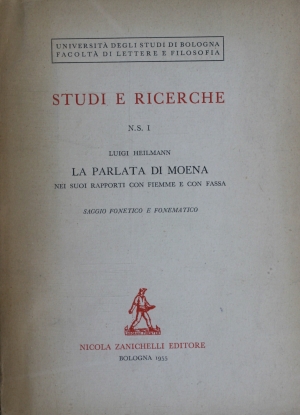 UNIVERSITÀ DEGLI STUDI DI BOLOGNA
FACOLTÀ DI LETTERE E FILOSOFIA
STUDI E RICERCHE
N.S. I
LUIGI HEILMANN
LA PARLATA DI MOENA
NEI SUOI RAPPORTI CON FIEMME E CON FASSA
SAGGIO FONETICO E FONEMATICO
NICOLA ZANICHELLI EDITORE
BOLOGNA 1955